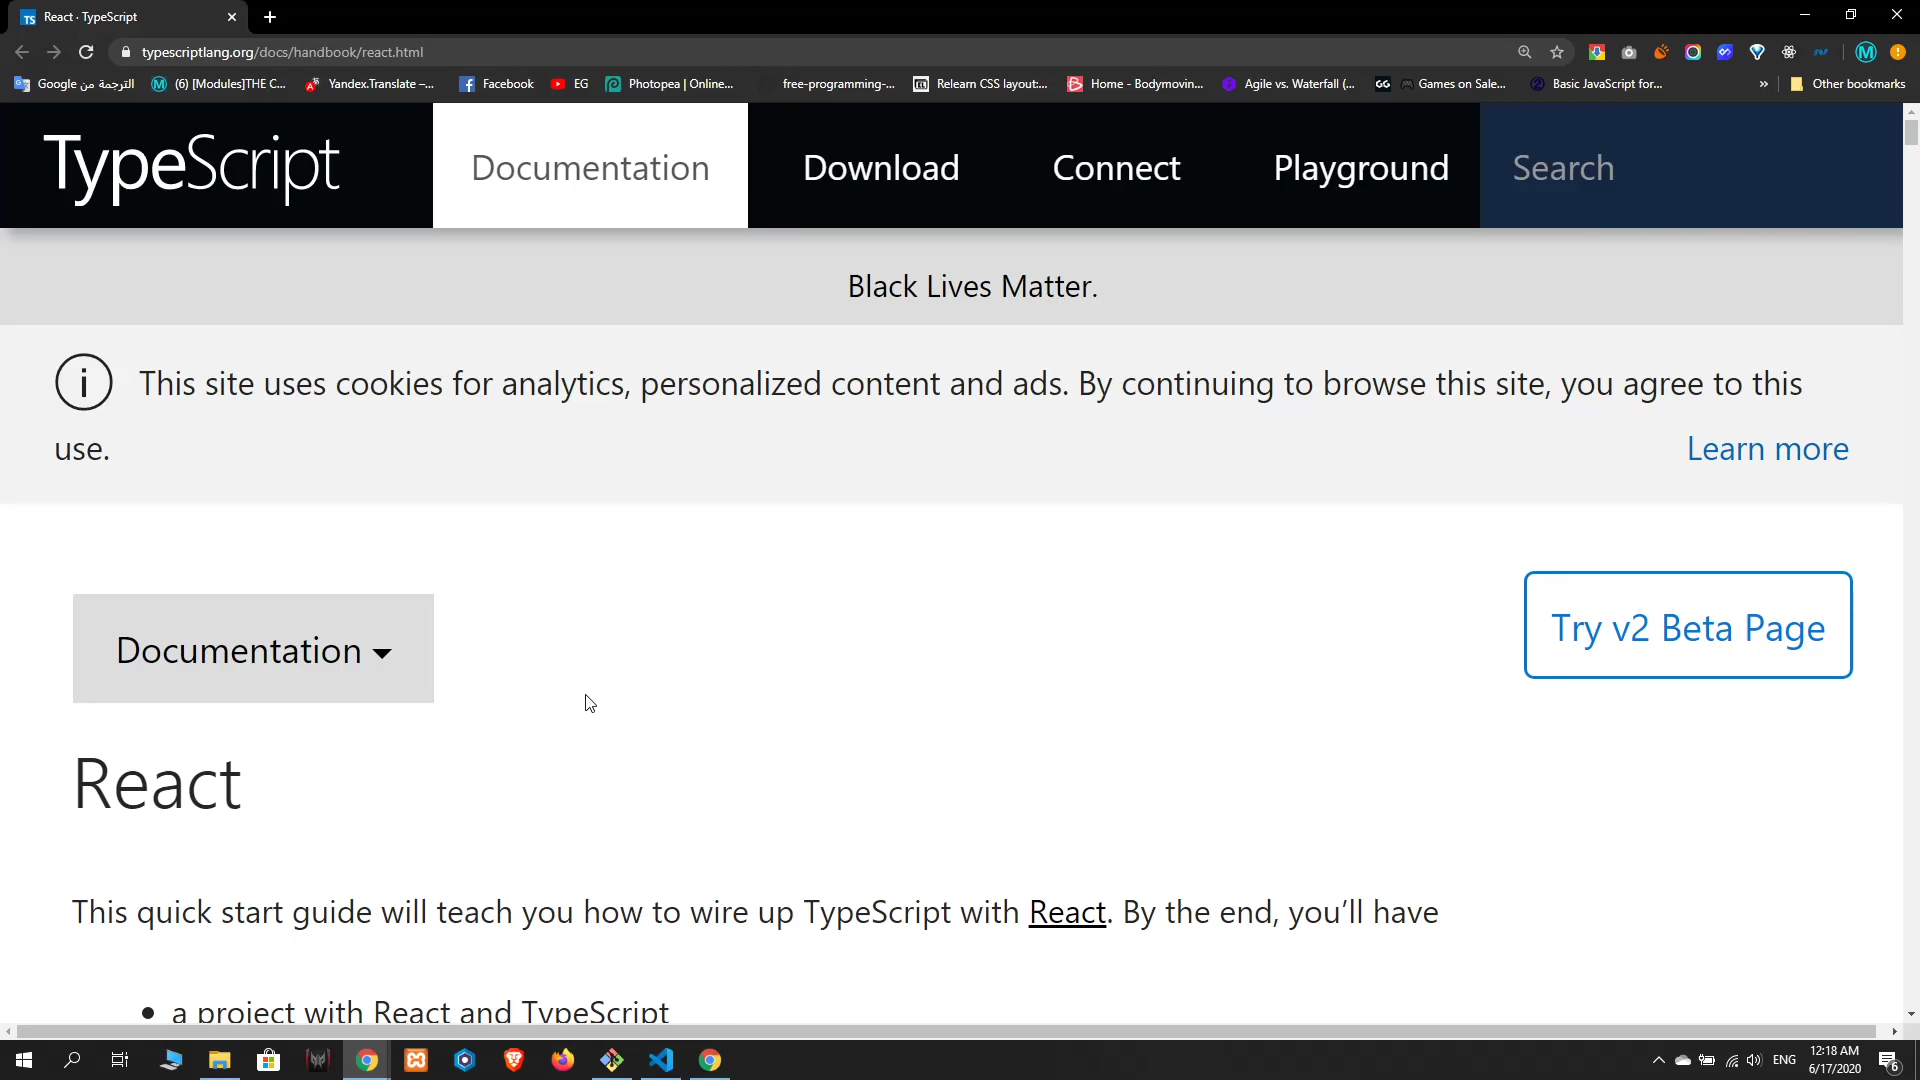 React · TypeScript
typescriptlang.org/docs/handbook/react.html
الترجمة من Google
(6) [Modules]THE C...
Yandex.Translate –...
Facebook
EG
Photopea | Online...
free-programming-...
Relearn CSS layout:...
Home - Bodymovin...
Agile vs. Waterfall (...
Games on Sale...
Basic JavaScript for...
»
Other bookmarks
TypeScript
Documentation
Download
Connect
Playground
Search
Black Lives Matter.
This site uses cookies for analytics, personalized content and ads. By continuing to browse this site, you agree to this
use.
Learn more
Documentation
Try v2 Beta Page
React
This quick start guide will teach you how to wire up TypeScript with React. By the end, you’ll have
• a project with React and TypeScript
ENG
12:18 AM
6/17/2020
6